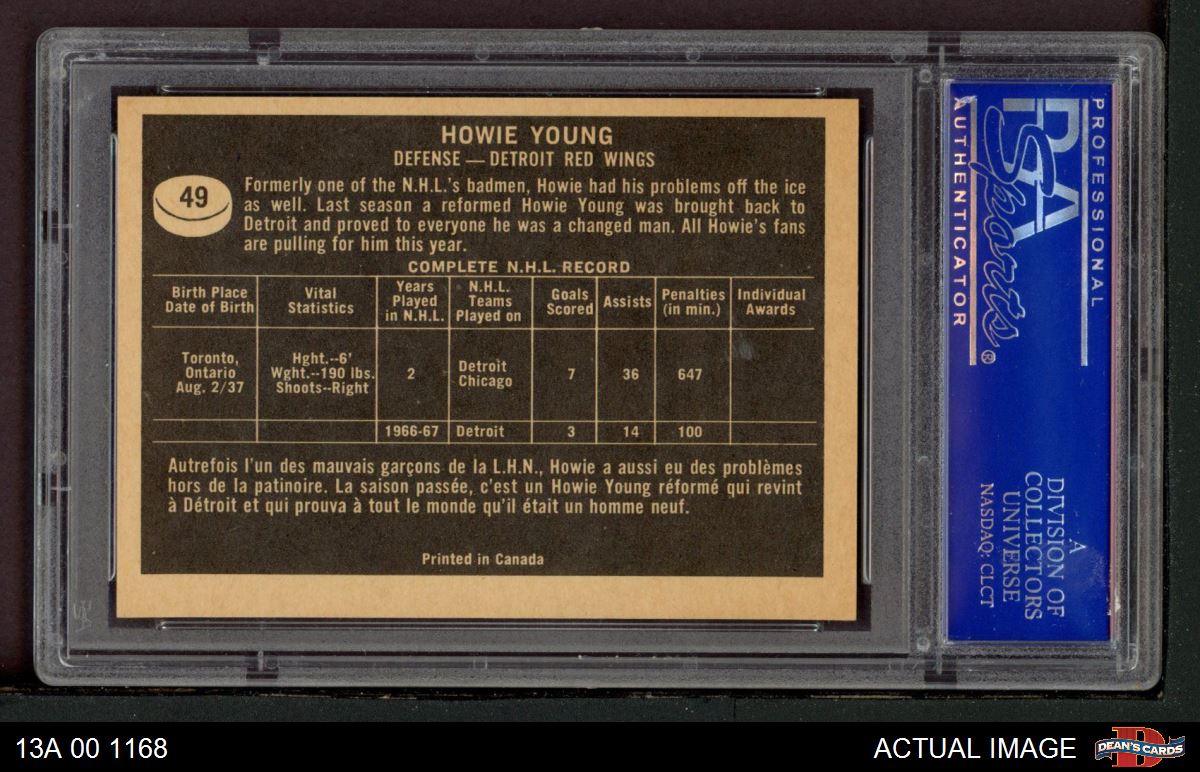 HOWIE YOUNG
DEFENSE — DETROIT RED WINGS
49
Formerly one of the N.H.L.'s badmen, Howie had his problems off the ice
as well. Last season a reformed Howie Young was brought back to
Detroit and proved to everyone he was a changed man. All Howie's fans
are pulling for him this year.
COMPLETE N.H.L. RECORD
Birth Place
Date of Birth
Vital
Statistics
Years
Played
in N.H.L.
N.H.L.
Teams
Played on
Goals
Scored
Assists
Penalties
(in min.)
Individual
Awards
Toronto,
Ontario
Aug. 2/37
Hght.--6'
Wght.--190 lbs.
Shoots--Right
2
Detroit
Chicago
7
36
647
1966-67
Detroit
3
14
100
Autrefois l'un des mauvais garçons de la L.H.N., Howie a aussi eu des problèmes
hors de la patinoire. La saison passée, c'est un Howie Young réformé qui revint
à Détroit et qui prouva à tout le monde qu'il était un homme neuf.
Printed in Canada
PROFESSIONAL
PSA
Sports®
AUTHENTICATOR
A
DIVISION OF
COLLECTORS
UNIVERSE
NASDAQ: CLCT
13A 00 1168
ACTUAL IMAGE
D
DEAN'S CARDS